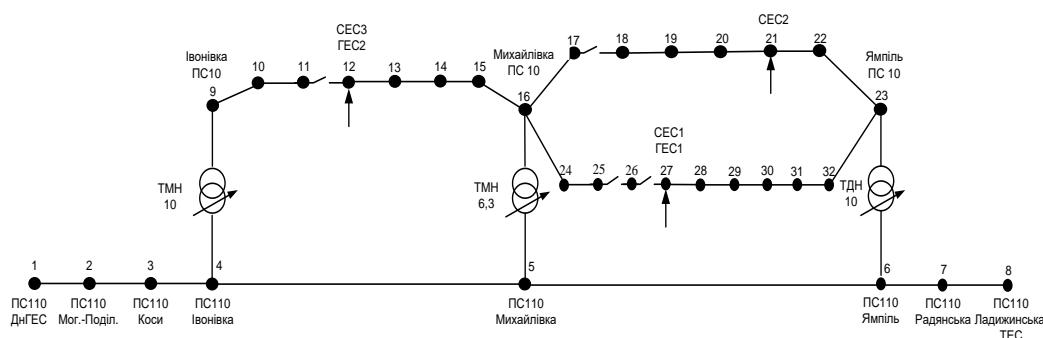 СЕС3
ГЕС2
СЕС2
Івонівка
ПС10
10
11
12
13
14
15
9
Михайлівка
ПС 10
16
17
18
19
20
21
22
Ямпіль
ПС 10
23
СЕС1
ГЕС1
24
25
26
27
28
29
30
31
32
ТМН
10
ТМН
6,3
ТДН
10
1
2
3
4
5
6
7
8
ПС110
ДнГЕС
ПС110
Мог.-Поділ.
ПС110
Коси
ПС110
Івонівка
ПС110
Михайлівка
ПС110
Ямпіль
ПС110
Радянська
ПС110
Ладижинська
ТЕС